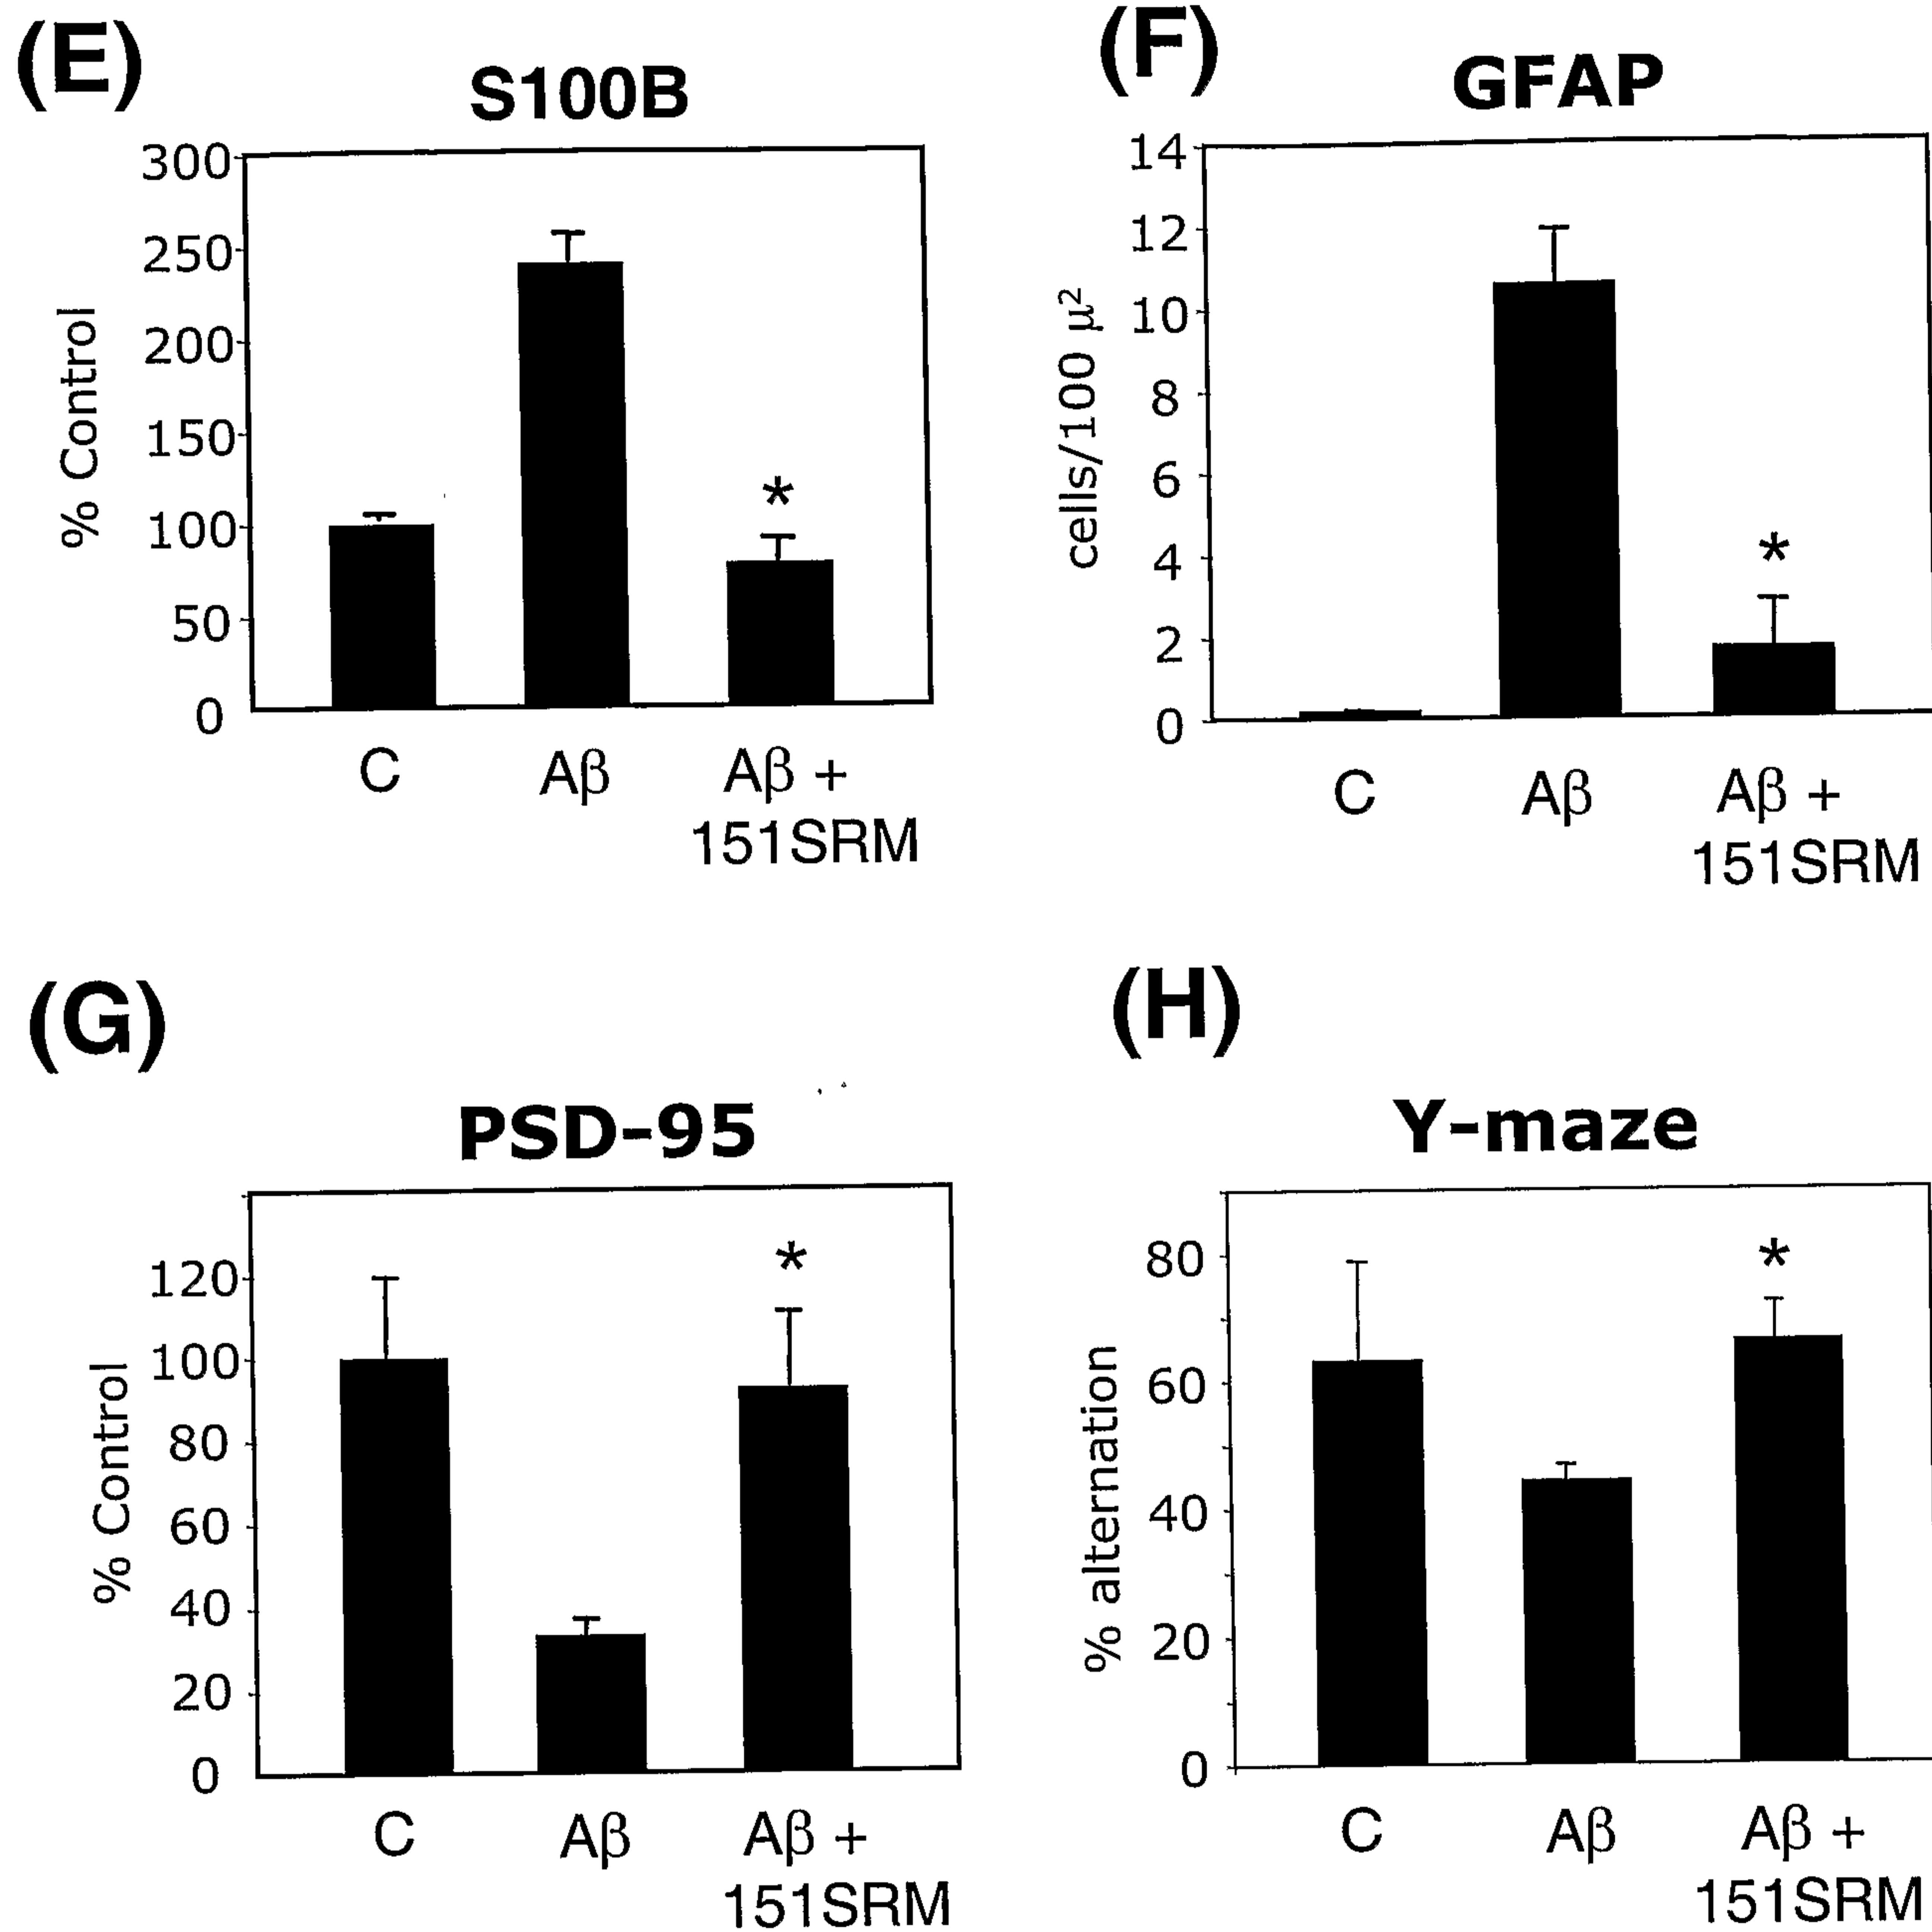 (E)
S100B
% Control
300
250
200
150
100
50
0
*
C
Aβ
Aβ +
151SRM
(F)
GFAP
cells/100 μ²
14
12
10
8
6
4
2
0
*
C
Aβ
Aβ +
151SRM
(G)
PSD-95
% Control
120
100
80
60
40
20
0
*
C
Aβ
Aβ +
151SRM
(H)
Y-maze
% alternation
80
60
40
20
0
*
C
Aβ
Aβ +
151SRM